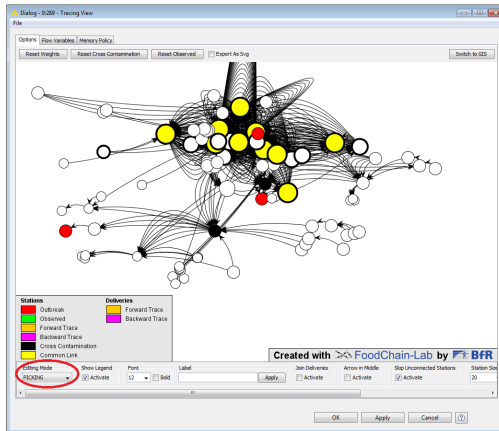 Dialog - 0:289 - Tracing View
File
Options Flow Variables Memory Policy
Reset Weights Reset Cross Contamination Reset Observed Export As Svg Switch to GIS
Stations Deliveries
Outbreak Forward Trace
Observed Backward Trace
Forward Trace
Backward Trace
Cross Contamination
Common Link
Created with FoodChain-Lab by BfR
Editing Mode Show Legend Font Label Join Deliveries Arrow in Middle Skip Unconnected Stations Station Size
PICKING Activate 12 Bold Apply Activate Activate Activate 20
OK Apply Cancel ?